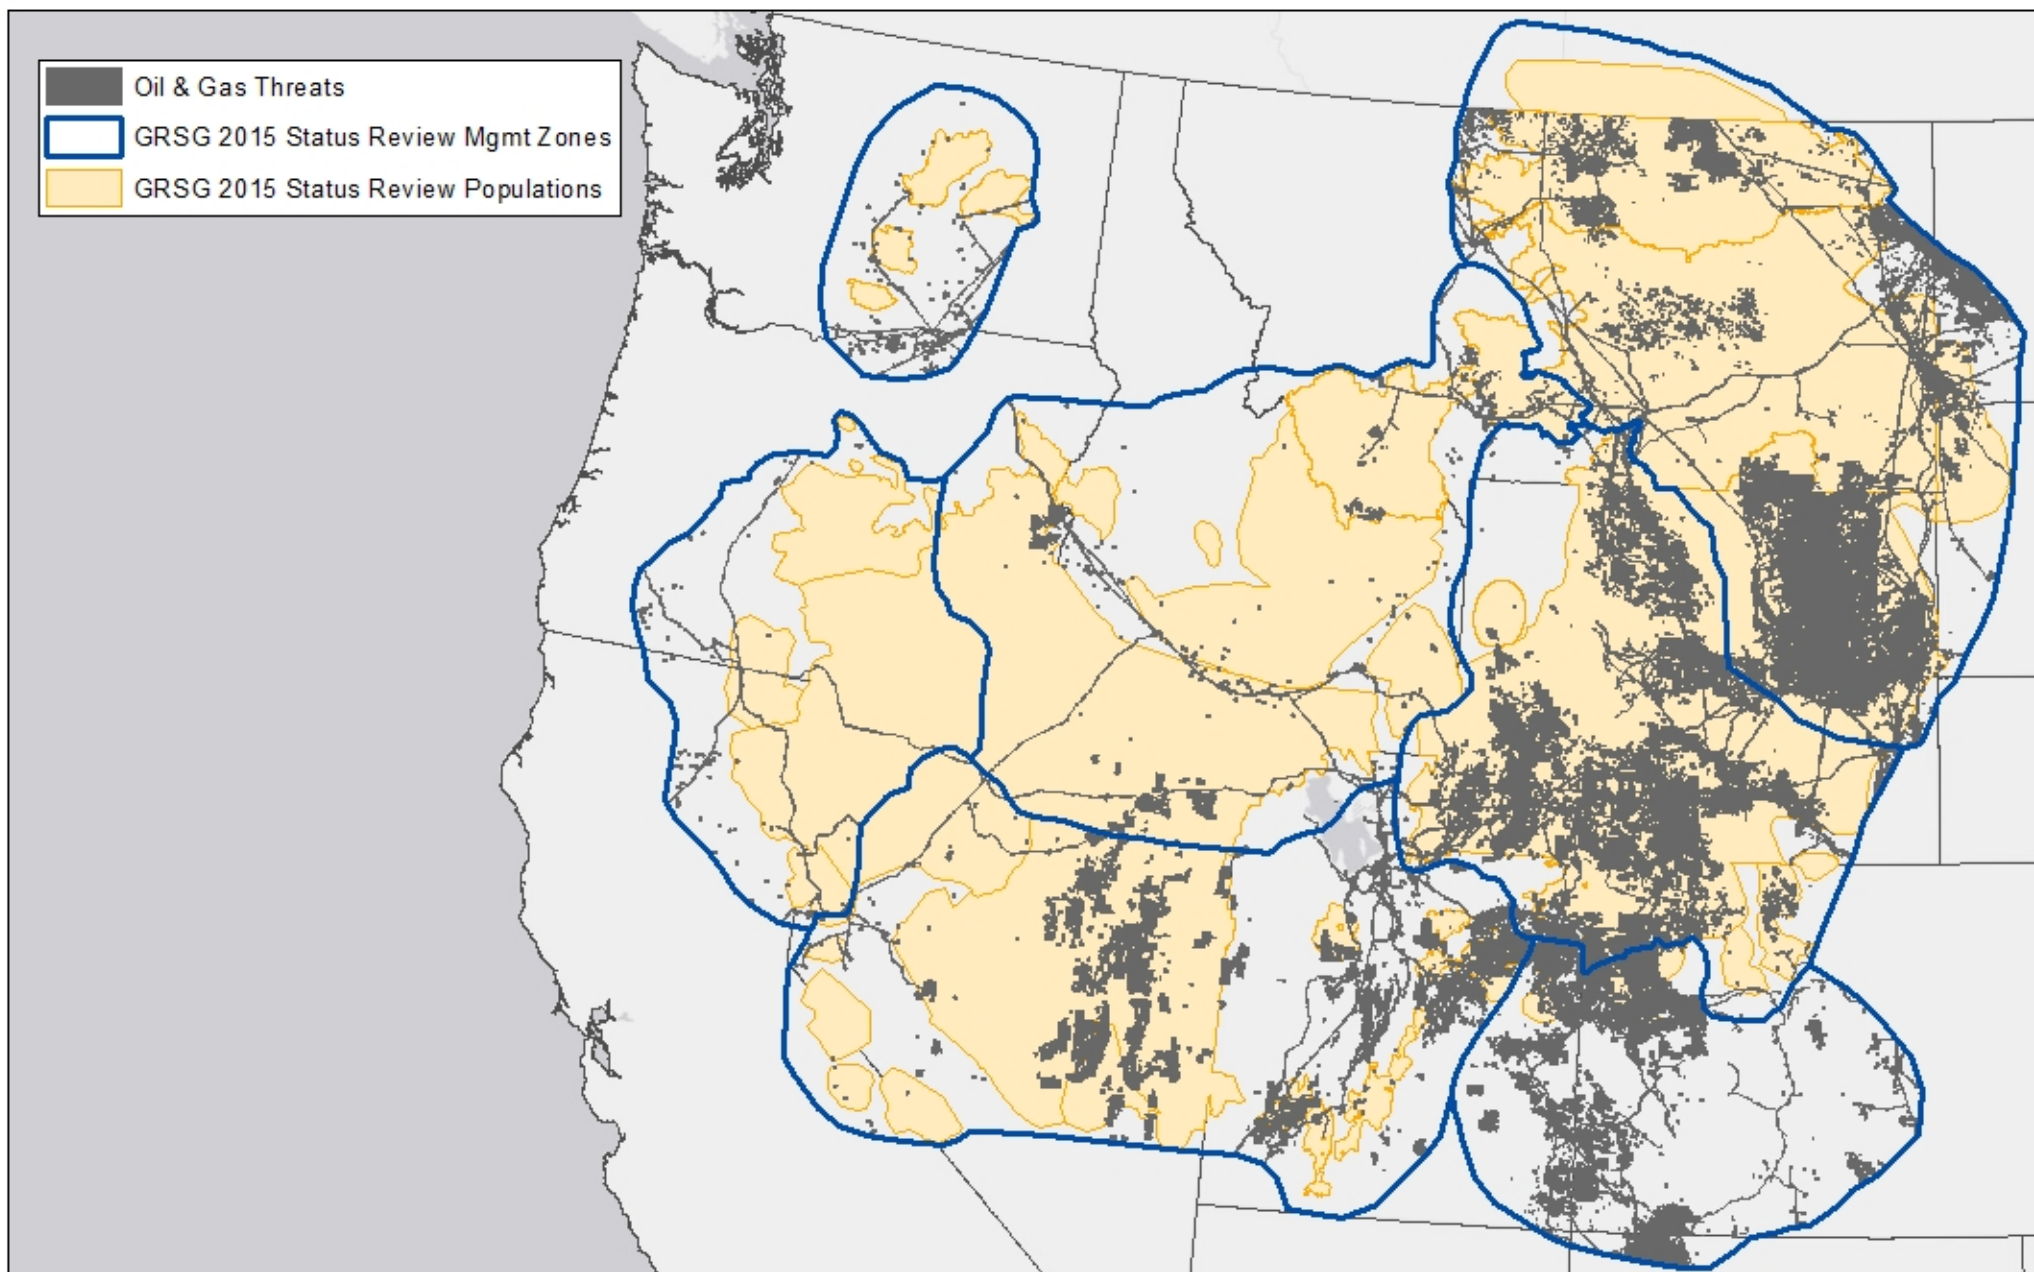 Oil & Gas Threats
GRSG 2015 Status Review Mgmt Zones
GRSG 2015 Status Review Populations